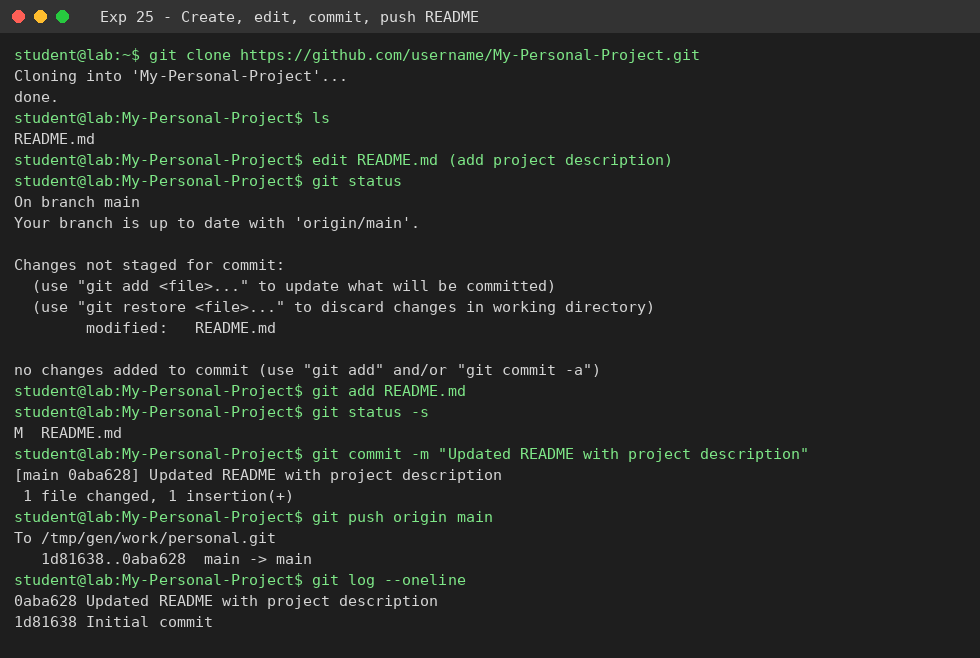 Exp 25 - Create, edit, commit, push README
student@lab:~$ git clone https://github.com/username/My-Personal-Project.git
Cloning into 'My-Personal-Project'...
done.
student@lab:My-Personal-Project$ ls
README.md
student@lab:My-Personal-Project$ edit README.md (add project description)
student@lab:My-Personal-Project$ git status
On branch main
Your branch is up to date with 'origin/main'.

Changes not staged for commit:
  (use "git add <file>..." to update what will be committed)
  (use "git restore <file>..." to discard changes in working directory)
        modified:   README.md

no changes added to commit (use "git add" and/or "git commit -a")
student@lab:My-Personal-Project$ git add README.md
student@lab:My-Personal-Project$ git status -s
M  README.md
student@lab:My-Personal-Project$ git commit -m "Updated README with project description"
[main 0aba628] Updated README with project description
 1 file changed, 1 insertion(+)
student@lab:My-Personal-Project$ git push origin main
To /tmp/gen/work/personal.git
   1d81638..0aba628  main -> main
student@lab:My-Personal-Project$ git log --oneline
0aba628 Updated README with project description
1d81638 Initial commit